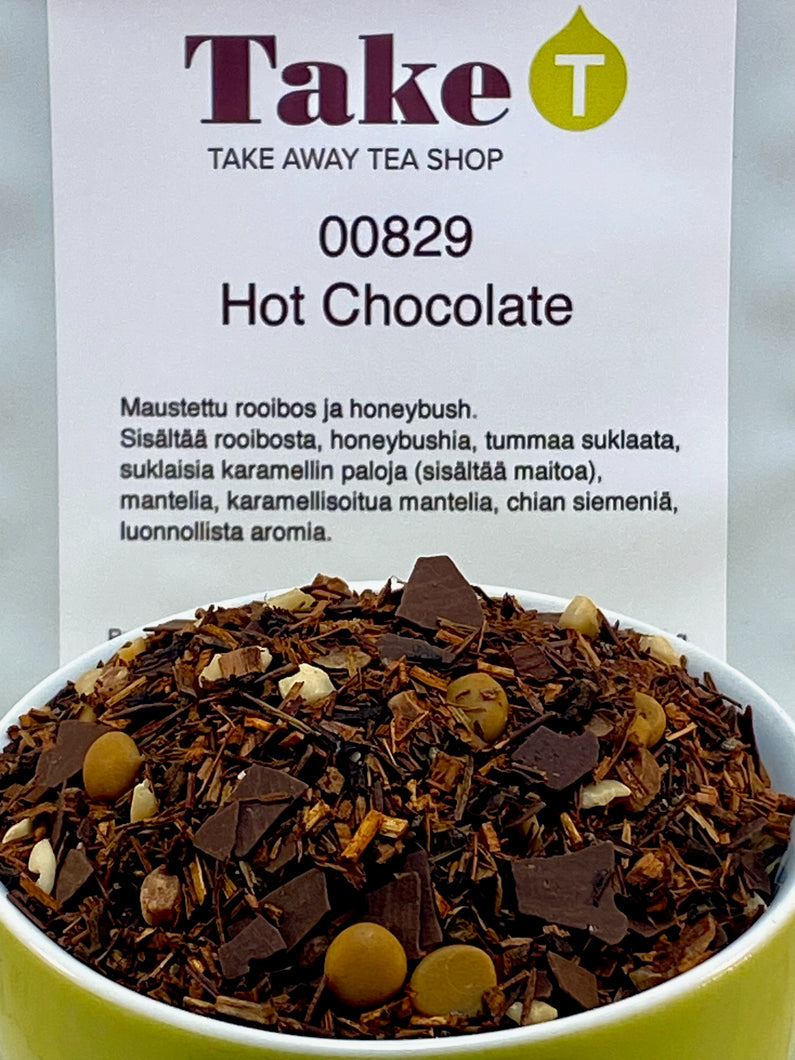 Take T
TAKE AWAY TEA SHOP
00829
Hot Chocolate
Maustettu rooibos ja honeybush.
Sisältää rooibosta, honeybushia, tummaa suklaata,
suklaisia karamellin paloja (sisältää maitoa),
mantelia, karamellisoitua mantelia, chian siemeniä,
luonnollista aromia.